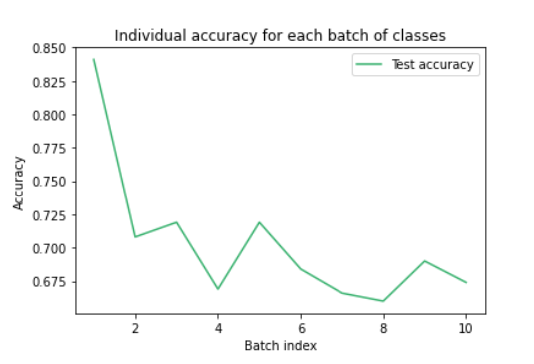 Individual accuracy for each batch of classes
Test accuracy
0.850
0.825
0.800
0.775
0.750
0.725
0.700
0.675
Accuracy
2 4 6 8 10
Batch index